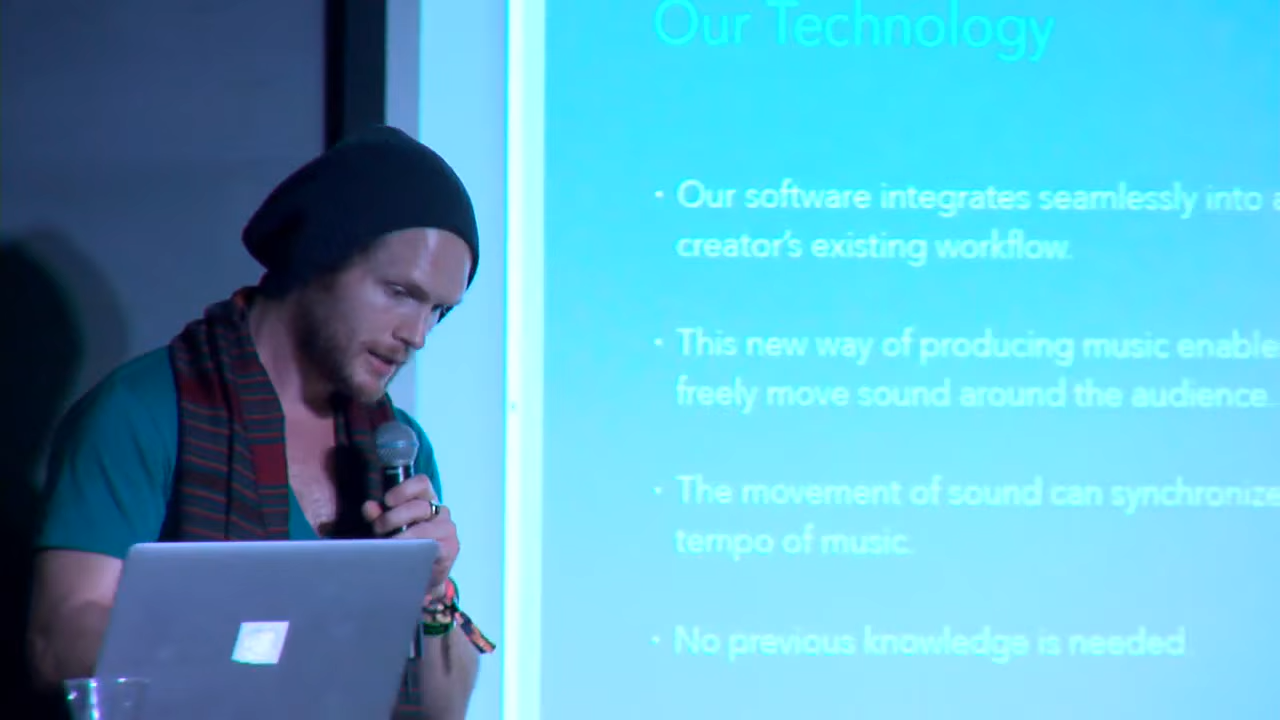 Our Technology
· Our software integrates seamlessly into a
creator's existing workflow.
· This new way of producing music enable
freely move sound around the audience.
· The movement of sound can synchronize
tempo of music.
· No previous knowledge is needed